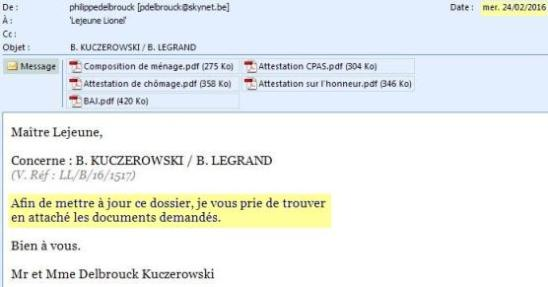 De : philippedelbrouck [pdelbrouck@skynet.be] Date : mer. 24/02/2016
À : 'Lejeune Lionel'
Cc :
Objet : B. KUCZEROWSKI / B. LEGRAND
Message Composition de ménage.pdf (275 Ko) Attestation CPAS.pdf (304 Ko)
Attestation de chômage.pdf (358 Ko) Attestation sur l'honneur.pdf (346 Ko)
BAJ.pdf (420 Ko)
Maître Lejeune,
Concerne : B. KUCZEROWSKI / B. LEGRAND
(V. Réf : LL/B/16/1517)
Afin de mettre à jour ce dossier, je vous prie de trouver
en attaché les documents demandés.
Bien à vous.
Mr et Mme Delbrouck Kuczerowski